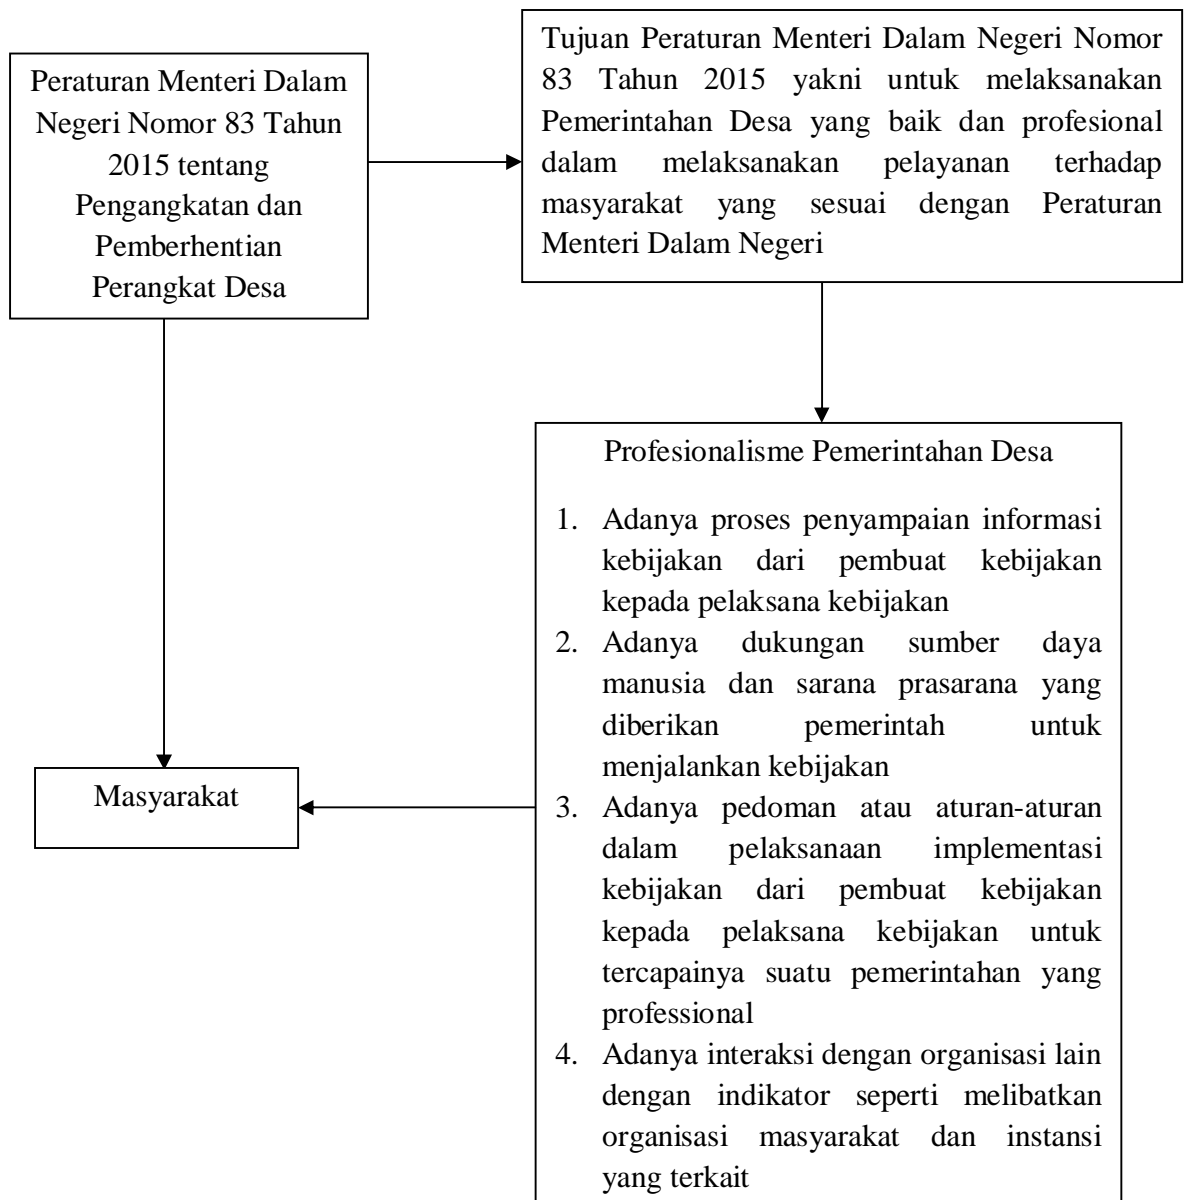 Peraturan Menteri Dalam
Negeri Nomor 83 Tahun
2015 tentang
Pengangkatan dan
Pemberhentian
Perangkat Desa
Tujuan Peraturan Menteri Dalam Negeri Nomor
83 Tahun 2015 yakni untuk melaksanakan
Pemerintahan Desa yang baik dan profesional
dalam melaksanakan pelayanan terhadap
masyarakat yang sesuai dengan Peraturan
Menteri Dalam Negeri
Profesionalisme Pemerintahan Desa
1. Adanya proses penyampaian informasi
kebijakan dari pembuat kebijakan
kepada pelaksana kebijakan
2. Adanya dukungan sumber daya
manusia dan sarana prasarana yang
diberikan pemerintah untuk
menjalankan kebijakan
3. Adanya pedoman atau aturan-aturan
dalam pelaksanaan implementasi
kebijakan dari pembuat kebijakan
kepada pelaksana kebijakan untuk
tercapainya suatu pemerintahan yang
professional
4. Adanya interaksi dengan organisasi lain
dengan indikator seperti melibatkan
organisasi masyarakat dan instansi
yang terkait
Masyarakat